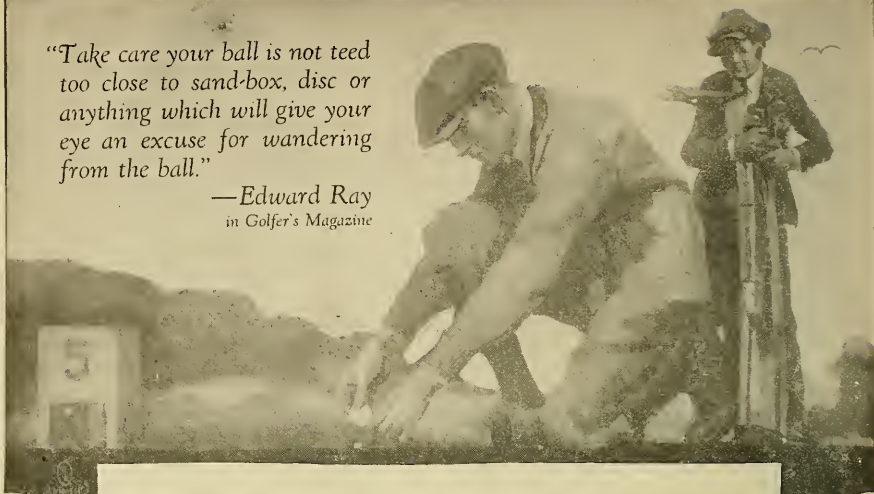 “Take care your ball is not teed
too close to sand-box, disc or
anything which will give your
eye an excuse for wandering
from the ball.”
—Edward Ray
in Golfer's Magazine
5